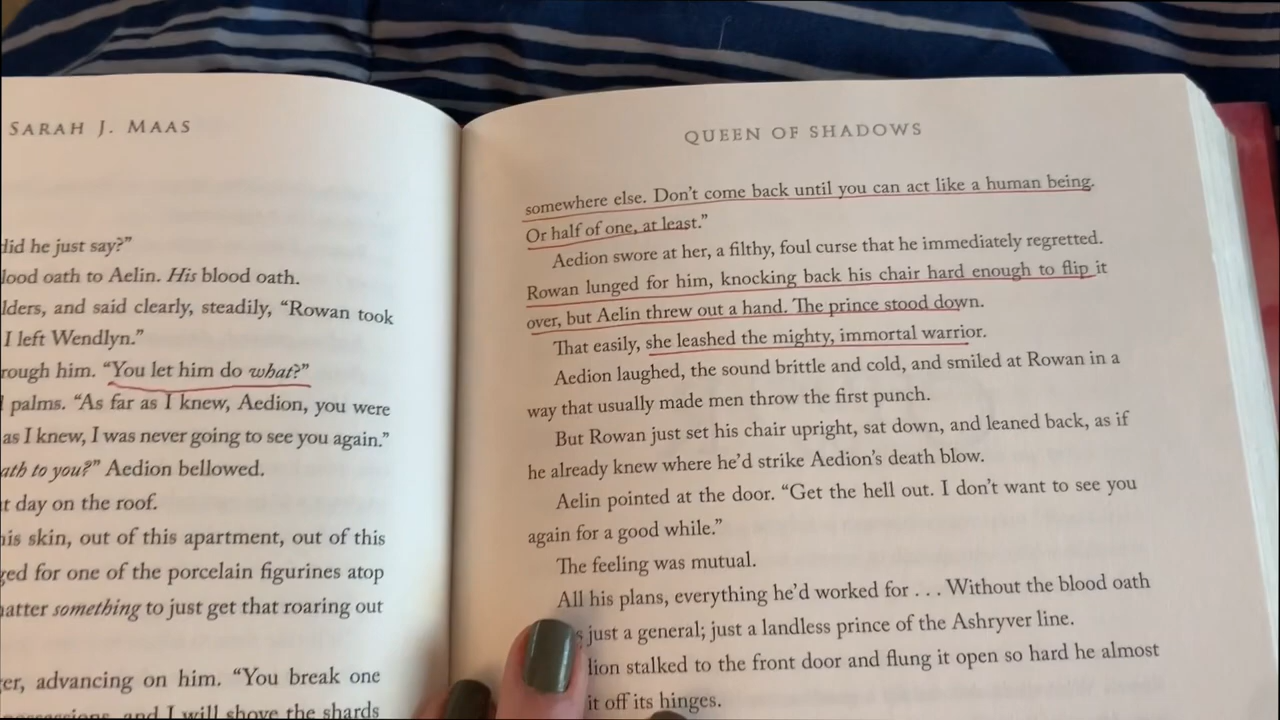 SARAH J. MAAS
did he just say?”
lood oath to Aelin. His blood oath.
lders, and said clearly, steadily, “Rowan took
I left Wendlyn.”
rough him. “You let him do what?”
palms. “As far as I knew, Aedion, you were
as I knew, I was never going to see you again.”
ath to you?” Aedion bellowed.
t day on the roof.
his skin, out of this apartment, out of this
ged for one of the porcelain figurines atop
hatter something to just get that roaring out
er, advancing on him. “You break one
and I will shove the shards
QUEEN OF SHADOWS
somewhere else. Don’t come back until you can act like a human being.
Or half of one, at least.”
Aedion swore at her, a filthy, foul curse that he immediately regretted.
Rowan lunged for him, knocking back his chair hard enough to flip it
over, but Aelin threw out a hand. The prince stood down.
That easily, she leashed the mighty, immortal warrior.
Aedion laughed, the sound brittle and cold, and smiled at Rowan in a
way that usually made men throw the first punch.
But Rowan just set his chair upright, sat down, and leaned back, as if
he already knew where he’d strike Aedion’s death blow.
Aelin pointed at the door. “Get the hell out. I don’t want to see you
again for a good while.”
The feeling was mutual.
All his plans, everything he’d worked for . . . Without the blood oath
just a general; just a landless prince of the Ashryver line.
lion stalked to the front door and flung it open so hard he almost
it off its hinges.